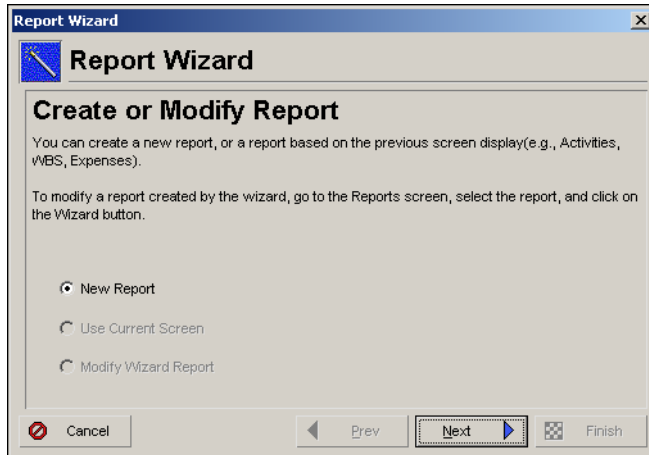 Report Wizard
Report Wizard
Create or Modify Report
You can create a new report, or a report based on the previous screen display(e.g., Activities,
WBS, Expenses).
To modify a report created by the wizard, go to the Reports screen, select the report, and click on
the Wizard button.
New Report
Use Current Screen
Modify Wizard Report
Cancel Prev Next Finish